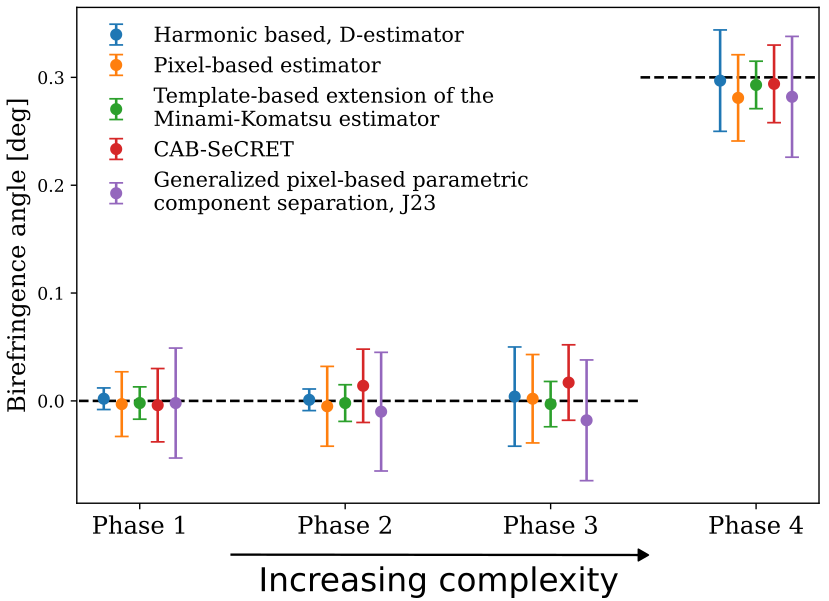 Harmonic based, D-estimator
Pixel-based estimator
Template-based extension of the
Minami-Komatsu estimator
CAB-SeCRET
Generalized pixel-based parametric
component separation, J23
Birefringence angle [deg]
0.3
0.2
0.1
0.0
Phase 1 Phase 2 Phase 3 Phase 4
Increasing complexity